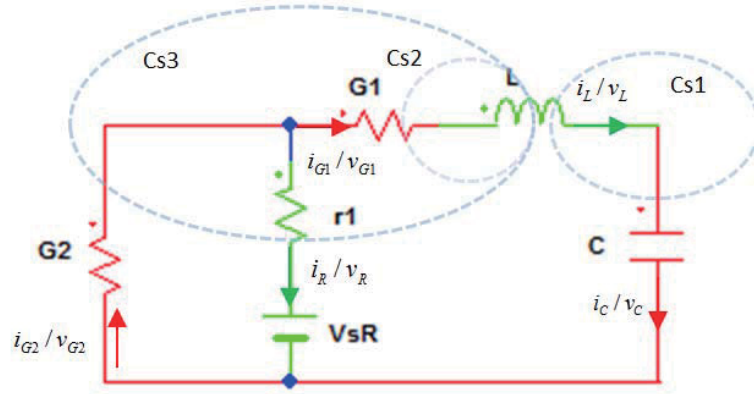 Cs3
Cs2
Cs1
G1
L
i_L / v_L
i_G1 / v_G1
r1
G2
C
i_R / v_R
i_C / v_C
i_G2 / v_G2
VsR